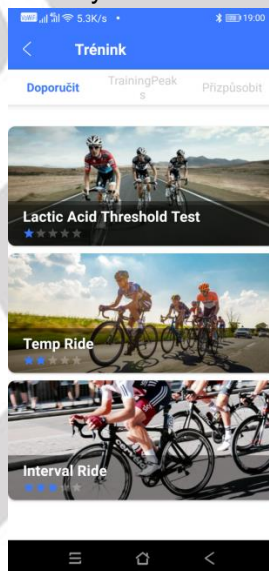 5.3K/s 19:00
Trénink
Doporučit
TrainingPeak
s
Přizpůsobit
Lactic Acid Threshold Test
Temp Ride
Interval Ride